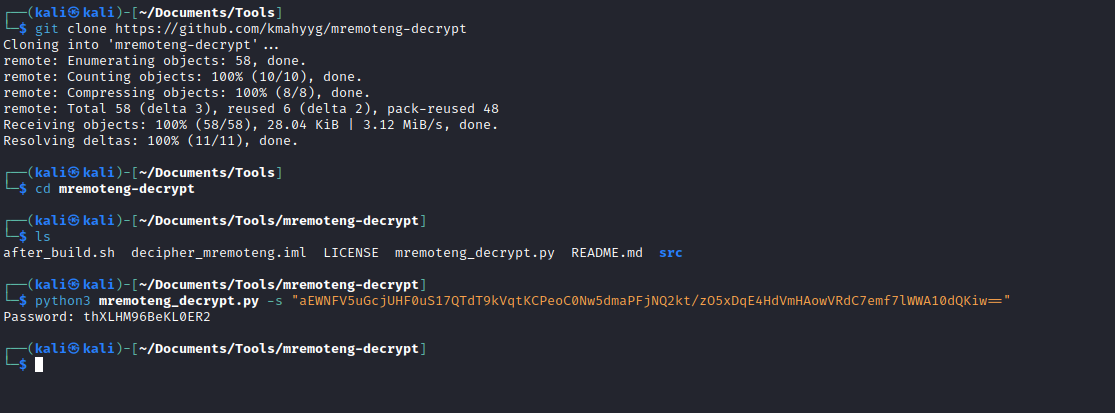 ┌──(kali㉿kali)-[~/Documents/Tools]
└─$ git clone https://github.com/kmahyyg/mremoteng-decrypt
Cloning into 'mremoteng-decrypt'...
remote: Enumerating objects: 58, done.
remote: Counting objects: 100% (10/10), done.
remote: Compressing objects: 100% (8/8), done.
remote: Total 58 (delta 3), reused 6 (delta 2), pack-reused 48
Receiving objects: 100% (58/58), 28.04 KiB | 3.12 MiB/s, done.
Resolving deltas: 100% (11/11), done.
┌──(kali㉿kali)-[~/Documents/Tools]
└─$ cd mremoteng-decrypt
┌──(kali㉿kali)-[~/Documents/Tools/mremoteng-decrypt]
└─$ ls
after_build.sh  decipher_mremoteng.iml  LICENSE  mremoteng_decrypt.py  README.md  src
┌──(kali㉿kali)-[~/Documents/Tools/mremoteng-decrypt]
└─$ python3 mremoteng_decrypt.py -s "aEWNFV5uGcjUHF0uS17QTdT9kVqtKCPeoC0Nw5dmaPFjNQ2kt/zO5xDqE4HdVmHAowVRdC7emf7lWWA10dQKiw=="
Password: thXLHM96BeKL0ER2
┌──(kali㉿kali)-[~/Documents/Tools/mremoteng-decrypt]
└─$